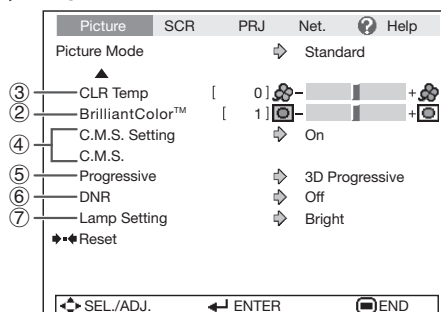 Picture SCR PRJ Net. ? Help
Picture Mode Standard
③ CLR Temp [ 0 ] − +
② BrilliantColor™ [ 1 ] − +
④ C.M.S. Setting On
C.M.S.
⑤ Progressive 3D Progressive
⑥ DNR Off
⑦ Lamp Setting Bright
Reset
SEL./ADJ. ENTER END